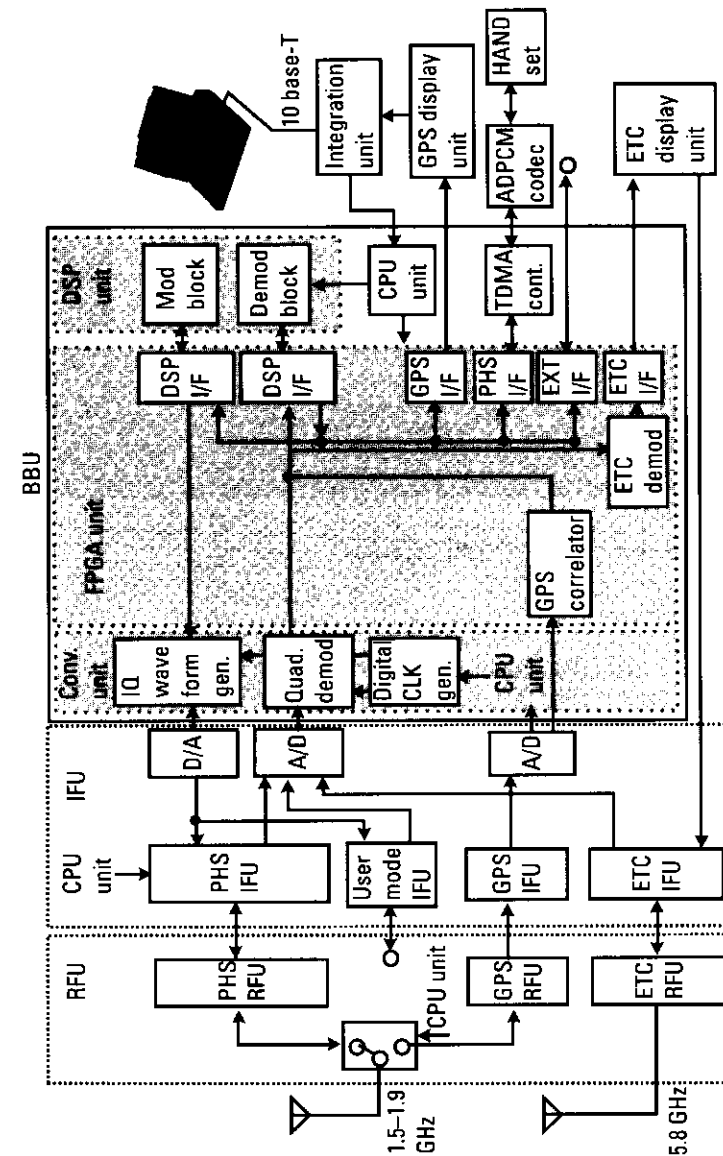 BBU
RFU
IFU
CPU
unit
Conv.
unit
FPGA unit
DSP
unit
10 base-T
PHS
RFU
PHS
IFU
D/A
IQ
wave
form
gen.
DSP
I/F
Mod
block
A/D
Quad.
demod
DSP
I/F
Demod
block
Integration
unit
1.5–1.9
GHz
CPU unit
User
mode
IFU
Digital
CLK
gen.
CPU
unit
GPS display
unit
GPS
RFU
GPS
IFU
A/D
CPU
unit
GPS
I/F
PHS
I/F
TDMA
cont.
ADPCM
codec
HAND
set
GPS
correlator
EXT
I/F
5.8 GHz
ETC
RFU
ETC
IFU
ETC
demod
ETC
I/F
ETC
display
unit